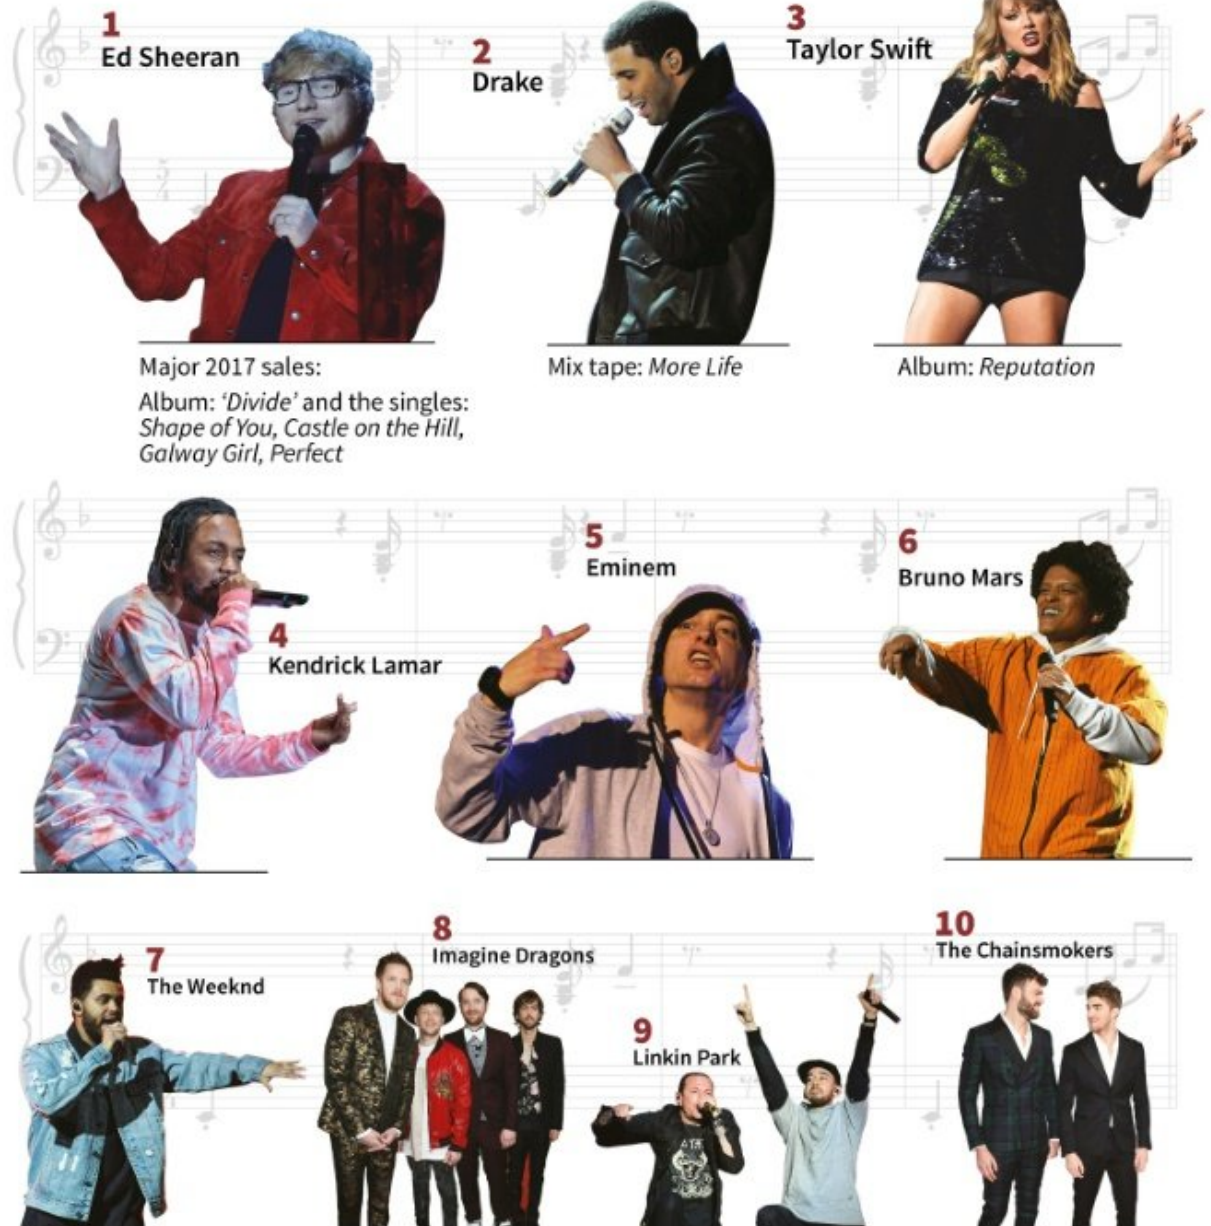 1
Ed Sheeran
2
Drake
3
Taylor Swift
Major 2017 sales:
Album: ‘Divide’ and the singles:
Shape of You, Castle on the Hill,
Galway Girl, Perfect
Mix tape: More Life
Album: Reputation
4
Kendrick Lamar
5
Eminem
6
Bruno Mars
7
The Weeknd
8
Imagine Dragons
9
Linkin Park
10
The Chainsmokers